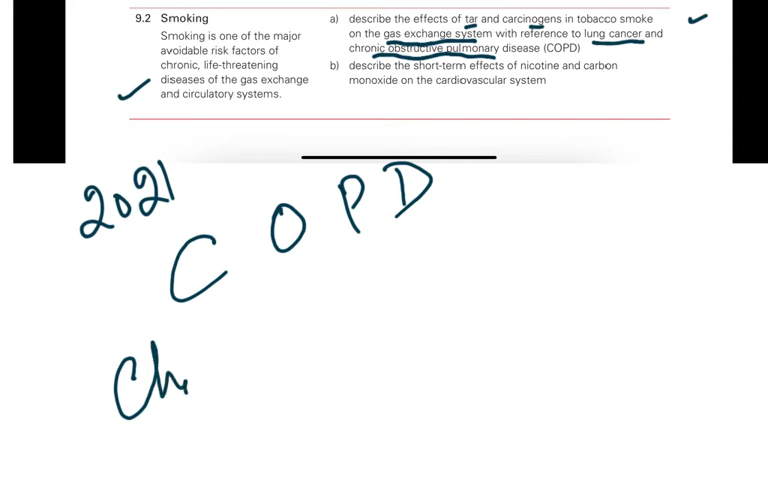 9.2 Smoking
Smoking is one of the major
avoidable risk factors of
chronic, life-threatening
diseases of the gas exchange
and circulatory systems.
a) describe the effects of tar and carcinogens in tobacco smoke
on the gas exchange system with reference to lung cancer and
chronic obstructive pulmonary disease (COPD)
b) describe the short-term effects of nicotine and carbon
monoxide on the cardiovascular system
2021
C O P D
Ch